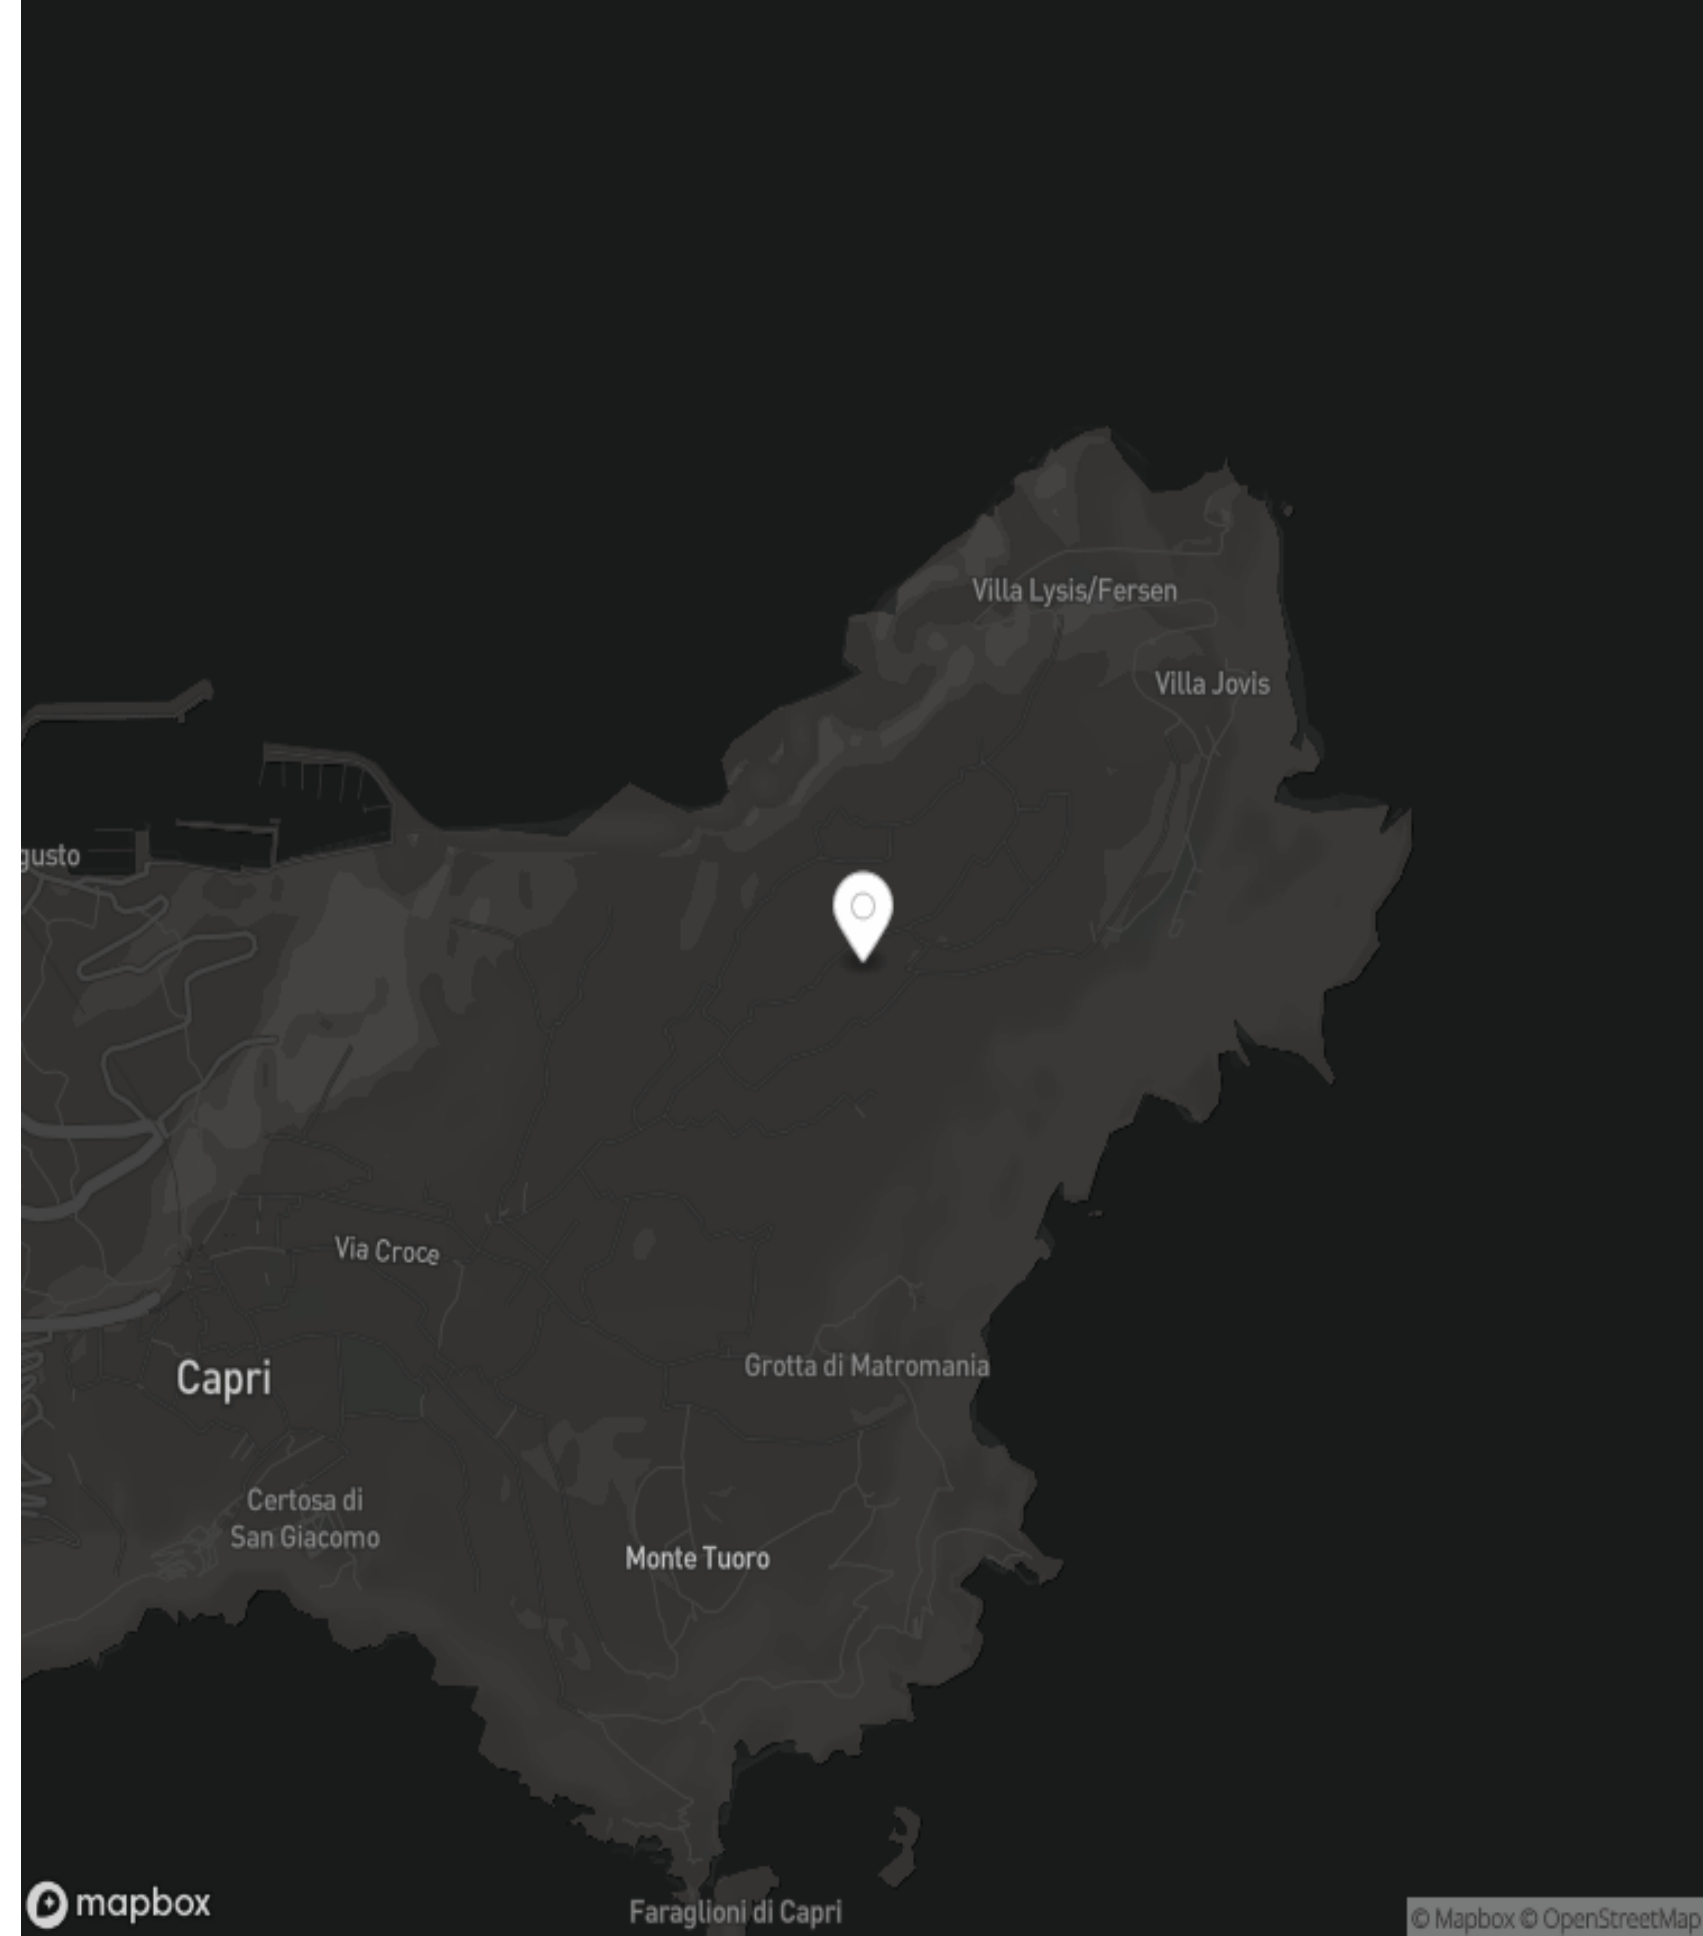 Villa Lysis/Fersen
Villa Jovis
gusto
Via Croce
Grotta di Matromania
Capri
Certosa di
San Giacomo
Monte Tuoro
mapbox
Faraglioni di Capri
© Mapbox © OpenStreetMap